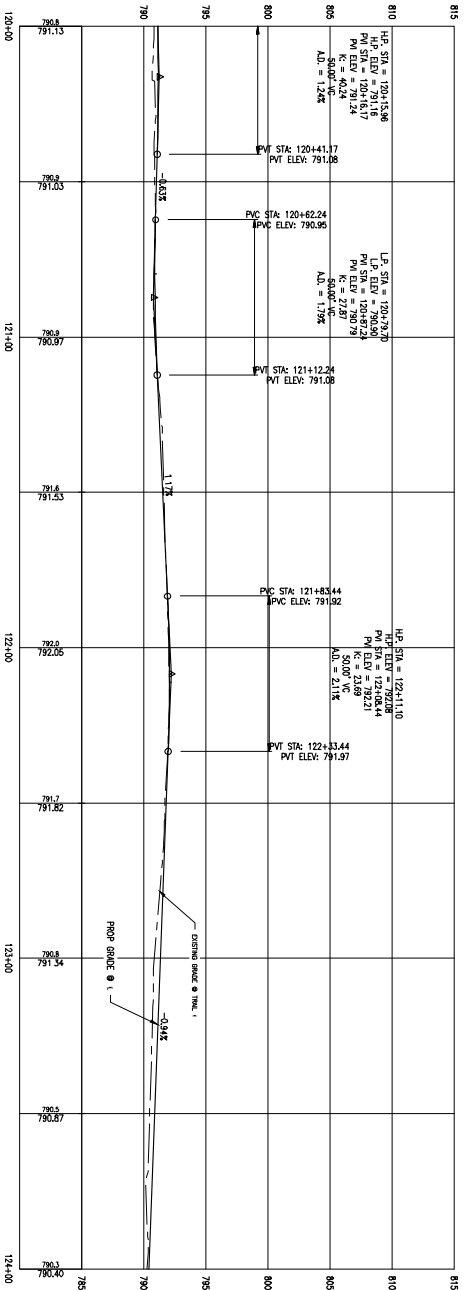 H.P. STA = 120+15.96
H.P. ELEV = 791.16
PVI STA = 120+16.17
PVI ELEV = 791.24
K: = 40.24
50.00' VC
A.D. = 1.24%
PVT STA: 120+41.17
PVT ELEV: 791.08
L.P. STA = 120+79.70
L.P. ELEV = 790.90
PVI STA = 120+87.24
PVI ELEV = 790.79
K: = 27.87
50.00' VC
A.D. = 1.79%
PVC STA: 120+62.24
PVC ELEV: 790.95
PVT STA: 121+12.24
PVT ELEV: 791.08
H.P. STA = 122+11.10
H.P. ELEV = 792.08
PVI STA = 122+08.44
PVI ELEV = 792.21
K: = 23.69
50.00' VC
A.D. = 2.11%
PVC STA: 121+83.44
PVC ELEV: 791.92
PVT STA: 122+33.44
PVT ELEV: 791.97
-0.63%
1.17%
-0.94%
EXISTING GRADE @ TRAIL
PROP GRADE @
815
810
805
800
795
790
785
815
810
805
800
795
790
785
790.8
791.13
790.9
791.03
790.9
790.97
791.6
791.53
792.0
792.05
791.7
791.82
790.8
791.34
790.5
790.87
790.3
790.40
120+00
121+00
122+00
123+00
124+00